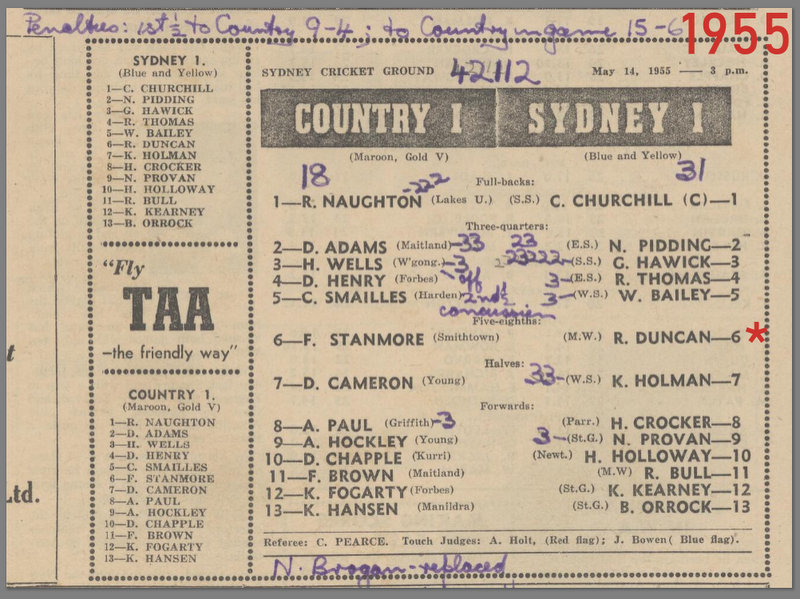 Penalties: 1st ½ to Country 9-4; to Country in game 15-6
1955
SYDNEY 1.
(Blue and Yellow)
1—C. CHURCHILL
2—N. PIDDING
3—G. HAWICK
4—R. THOMAS
5—W. BAILEY
6—R. DUNCAN
7—K. HOLMAN
8—H. CROCKER
9—N. PROVAN
10—H. HOLLOWAY
11—R. BULL
12—K. KEARNEY
13—B. ORROCK
"Fly
TAA
—the friendly way"
COUNTRY 1.
(Maroon, Gold V)
1—R. NAUGHTON
2—D. ADAMS
3—H. WELLS
4—D. HENRY
5—C. SMAILLES
6—F. STANMORE
7—D. CAMERON
8—A. PAUL
9—A. HOCKLEY
10—D. CHAPPLE
11—F. BROWN
12—K. FOGARTY
13—K. HANSEN
t
Ltd.
SYDNEY CRICKET GROUND 42112 May 14, 1955 — 3 p.m.
COUNTRY I SYDNEY I
(Maroon, Gold V) (Blue and Yellow)
18 31
Full-backs:
1—R. NAUGHTON -222 (Lakes U.) (S.S.) C. CHURCHILL (C)—1
Three-quarters:
2—D. ADAMS (Maitland) -33 23 (E.S.) N. PIDDING—2
3—H. WELLS (W'gong.) -3 223222- (S.S.) G. HAWICK—3
4—D. HENRY (Forbes) - off 3- (E.S.) R. THOMAS—4
5—C. SMAILLES (Harden) 2nd ½ 3- (W.S.) W. BAILEY—5
concussion
Five-eighths:
6—F. STANMORE (Smithtown) (M.W.) R. DUNCAN—6 *
Halves:
7—D. CAMERON (Young) 33- (W.S.) K. HOLMAN—7
Forwards:
8—A. PAUL (Griffith) -3 (Parr.) H. CROCKER—8
9—A. HOCKLEY (Young) 3- (St.G.) N. PROVAN—9
10—D. CHAPPLE (Kurri) (Newt.) H. HOLLOWAY—10
11—F. BROWN (Maitland) (M.W) R. BULL—11
12—K. FOGARTY (Forbes) (St.G.) K. KEARNEY—12
13—K. HANSEN (Manildra) (St.G.) B. ORROCK—13
Referee: C. PEARCE. Touch Judges: A. Holt, (Red flag); J. Bowen ( Blue flag).
N. Brogan - replaced